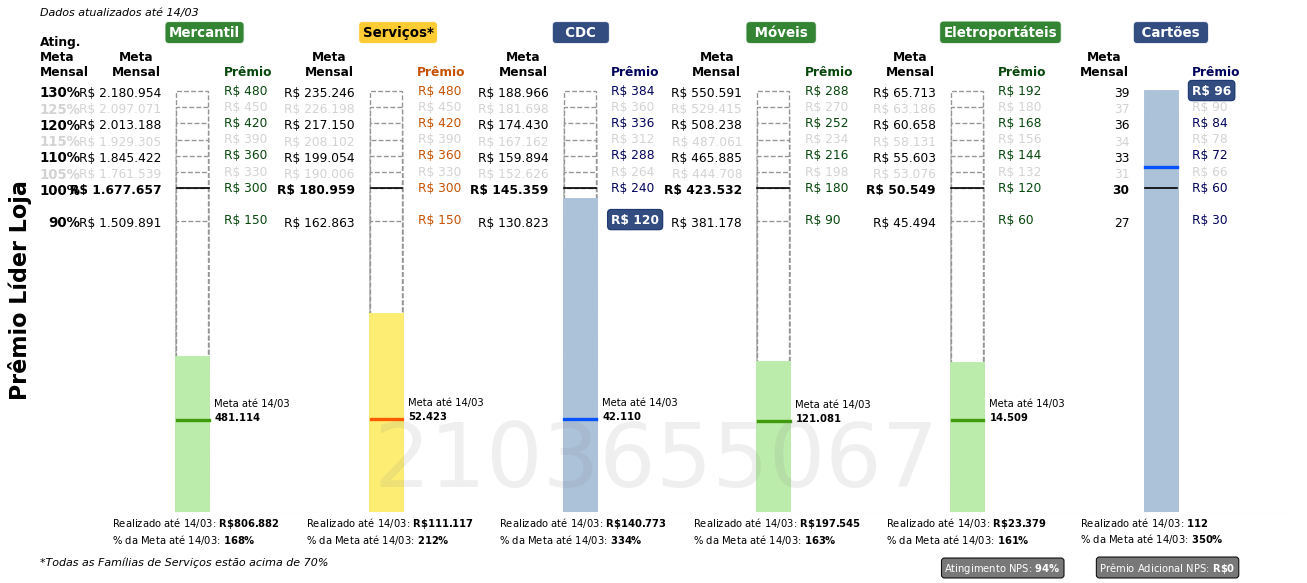 Dados atualizados até 14/03
Mercantil Serviços* CDC Móveis Eletroportáteis Cartões
Ating. Meta Mensal
Meta Mensal Prêmio Meta Mensal Prêmio Meta Mensal Prêmio Meta Mensal Prêmio Meta Mensal Prêmio Meta Mensal Prêmio
130% R$ 2.180.954 R$ 480 R$ 235.246 R$ 480 R$ 188.966 R$ 384 R$ 550.591 R$ 288 R$ 65.713 R$ 192 39 R$ 96
125% R$ 2.097.071 R$ 450 R$ 226.198 R$ 450 R$ 181.698 R$ 360 R$ 529.415 R$ 270 R$ 63.186 R$ 180 37 R$ 90
120% R$ 2.013.188 R$ 420 R$ 217.150 R$ 420 R$ 174.430 R$ 336 R$ 508.238 R$ 252 R$ 60.658 R$ 168 36 R$ 84
115% R$ 1.929.305 R$ 390 R$ 208.102 R$ 390 R$ 167.162 R$ 312 R$ 487.061 R$ 234 R$ 58.131 R$ 156 34 R$ 78
110% R$ 1.845.422 R$ 360 R$ 199.054 R$ 360 R$ 159.894 R$ 288 R$ 465.885 R$ 216 R$ 55.603 R$ 144 33 R$ 72
105% R$ 1.761.539 R$ 330 R$ 190.006 R$ 330 R$ 152.626 R$ 264 R$ 444.708 R$ 198 R$ 53.076 R$ 132 31 R$ 66
100% R$ 1.677.657 R$ 300 R$ 180.959 R$ 300 R$ 145.359 R$ 240 R$ 423.532 R$ 180 R$ 50.549 R$ 120 30 R$ 60
90% R$ 1.509.891 R$ 150 R$ 162.863 R$ 150 R$ 130.823 R$ 120 R$ 381.178 R$ 90 R$ 45.494 R$ 60 27 R$ 30
Prêmio Líder Loja
Meta até 14/03 Meta até 14/03 Meta até 14/03 Meta até 14/03 Meta até 14/03
481.114 52.423 42.110 121.081 14.509
2103655067
Realizado até 14/03: R$806.882 Realizado até 14/03: R$111.117 Realizado até 14/03: R$140.773 Realizado até 14/03: R$197.545 Realizado até 14/03: R$23.379 Realizado até 14/03: 112
% da Meta até 14/03: 168% % da Meta até 14/03: 212% % da Meta até 14/03: 334% % da Meta até 14/03: 163% % da Meta até 14/03: 161% % da Meta até 14/03: 350%
*Todas as Famílias de Serviços estão acima de 70%
Atingimento NPS: 94% Prêmio Adicional NPS: R$0